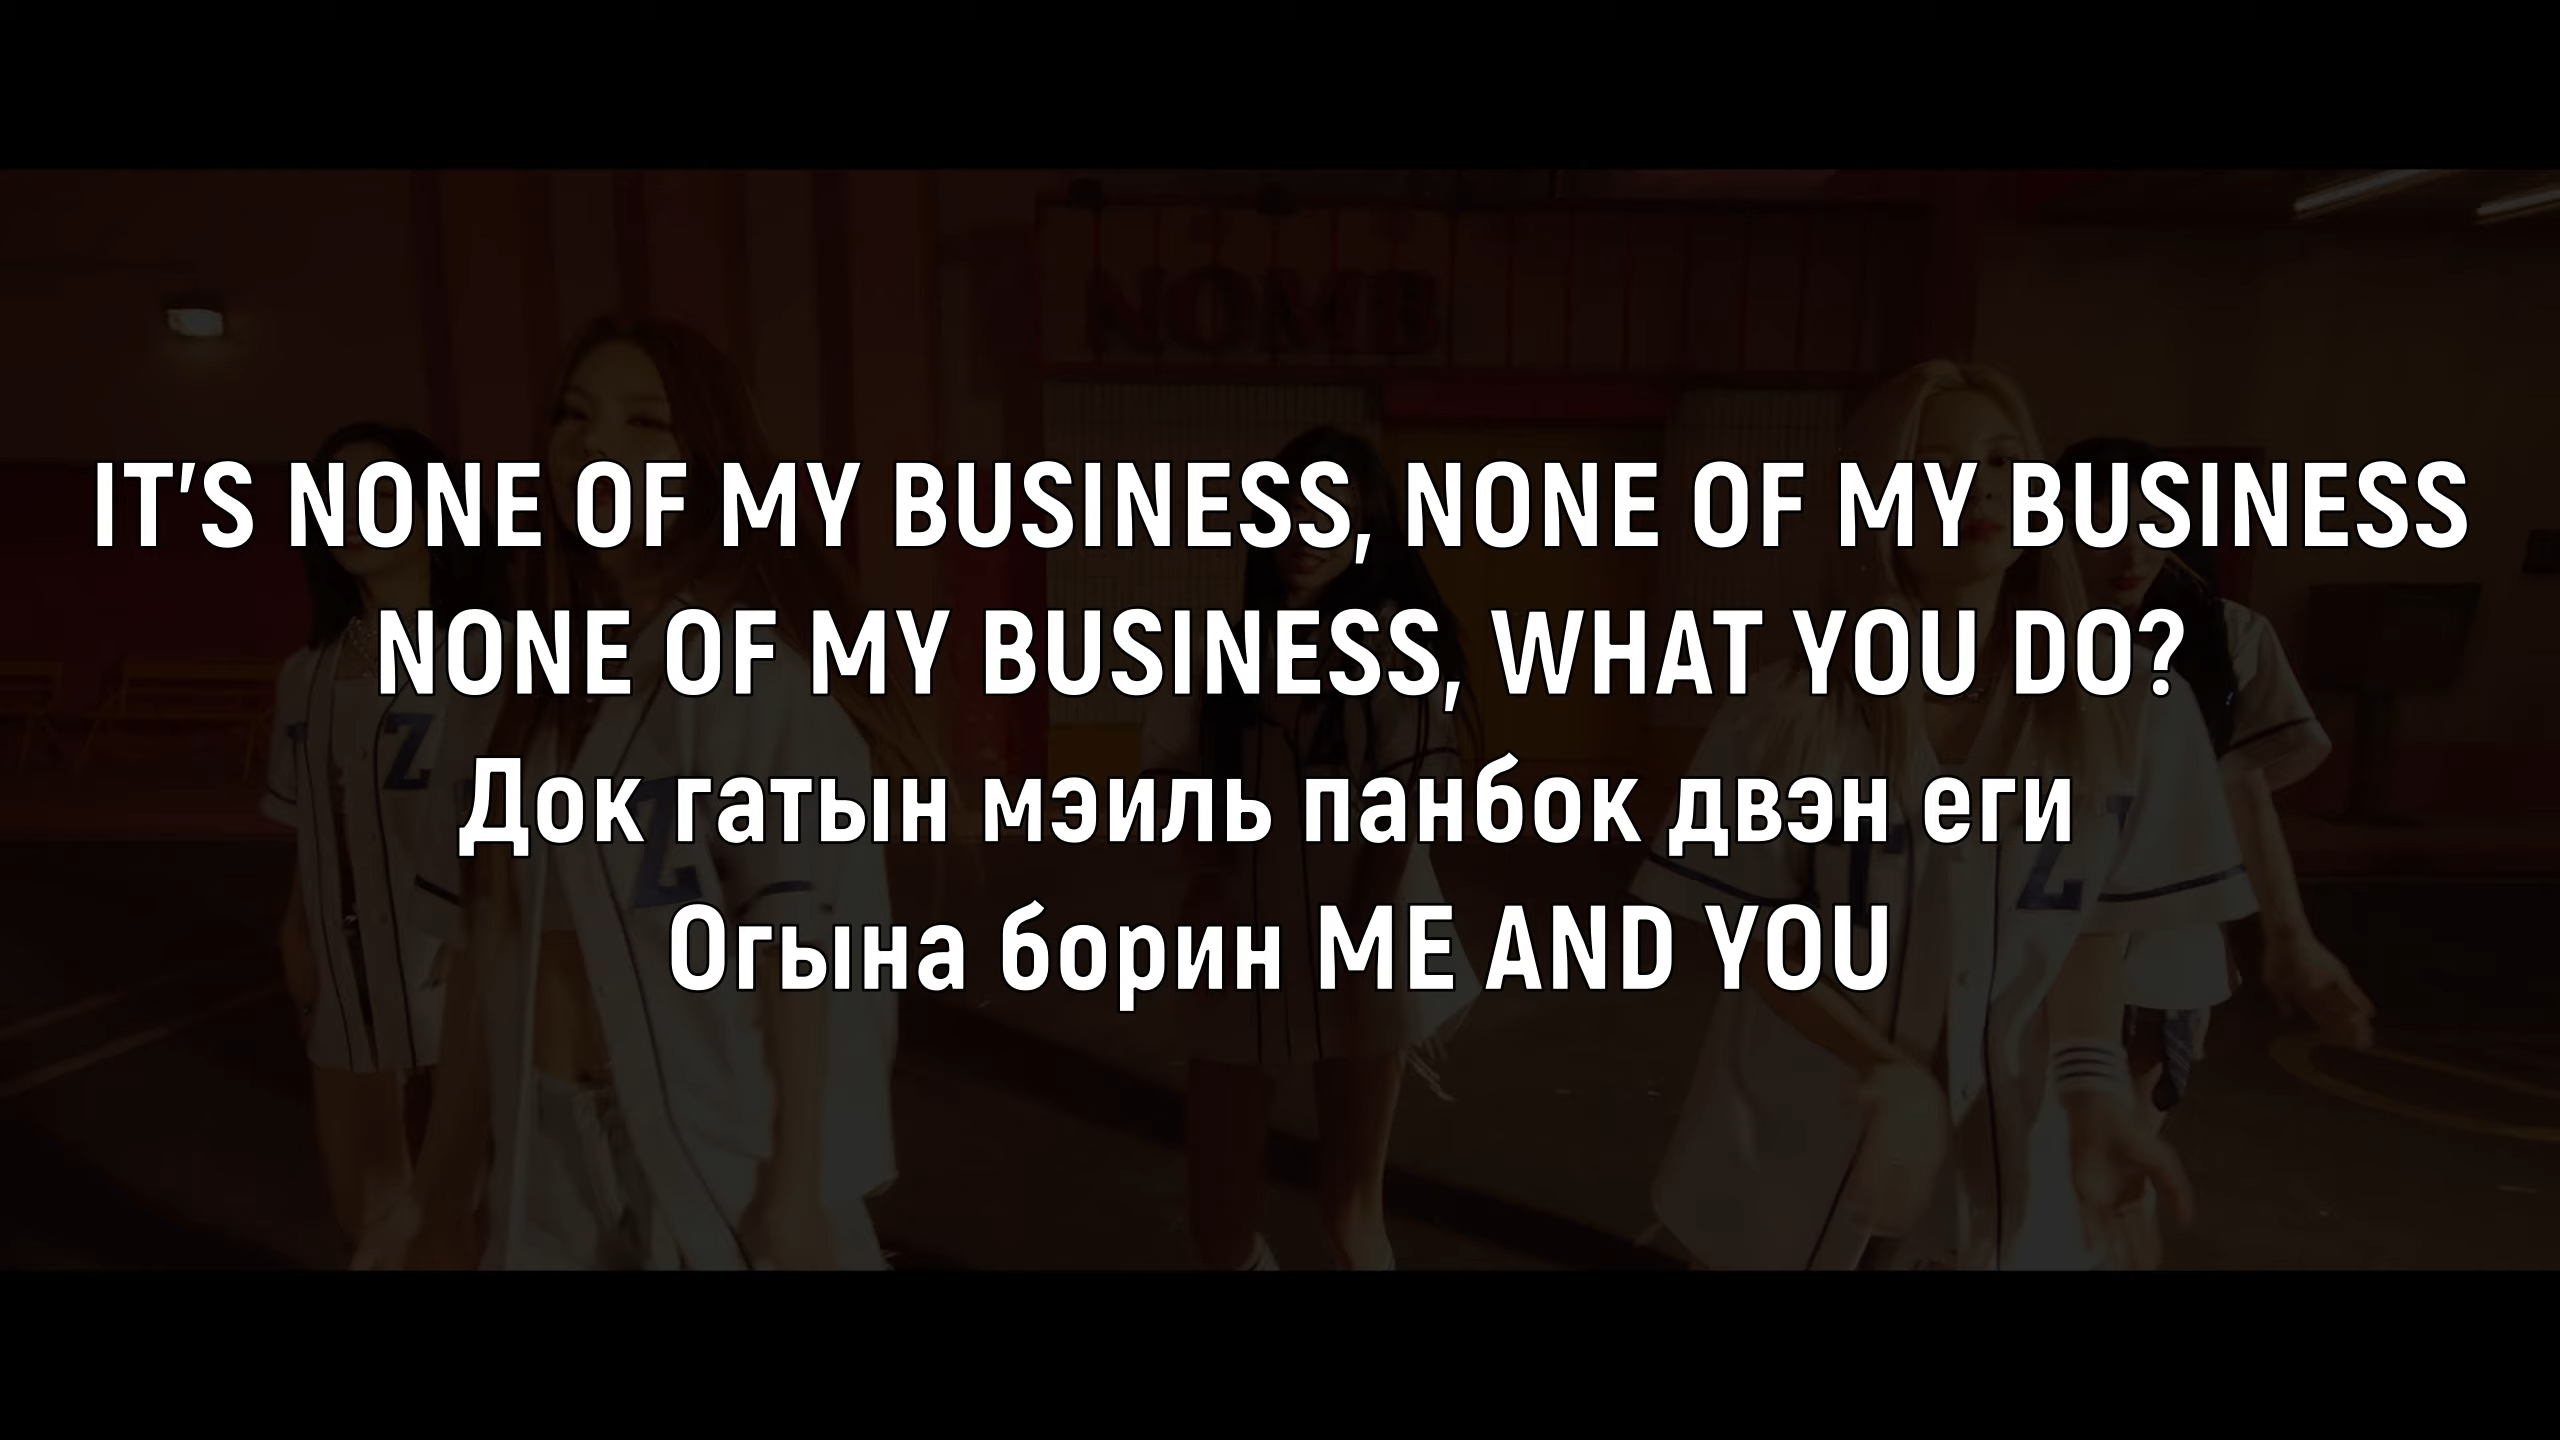 NOMB
IT’S NONE OF MY BUSINESS, NONE OF MY BUSINESS
NONE OF MY BUSINESS, WHAT YOU DO?
Док гатын мэиль панбок двэн еги
Огына борин ME AND YOU
Z
Z
Z